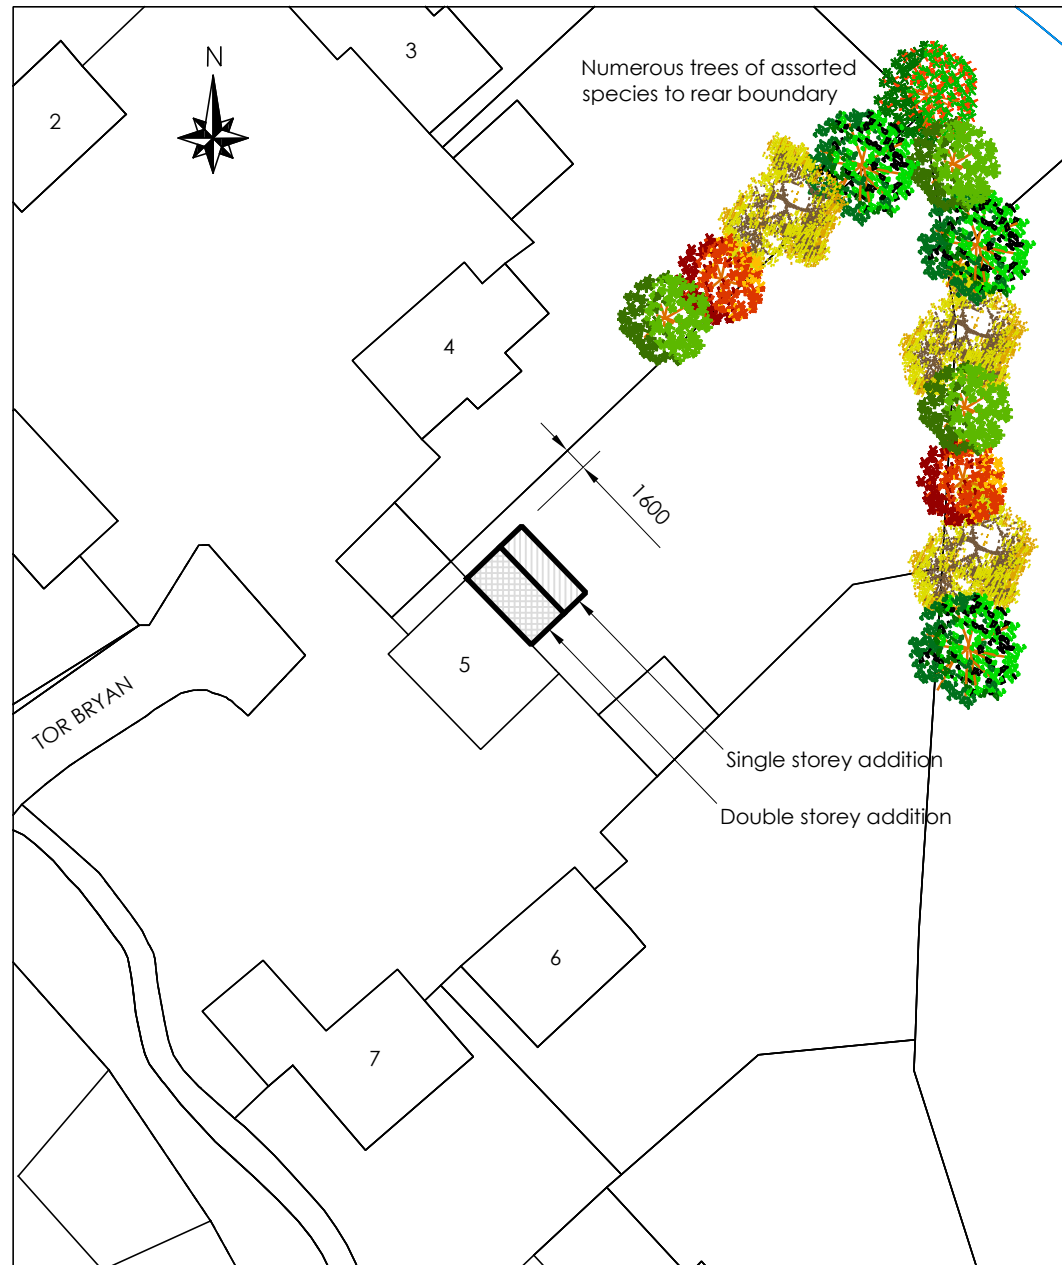 N
3
2
Numerous trees of assorted
species to rear boundary
4
1600
5
TOR BRYAN
Single storey addition
Double storey addition
6
7